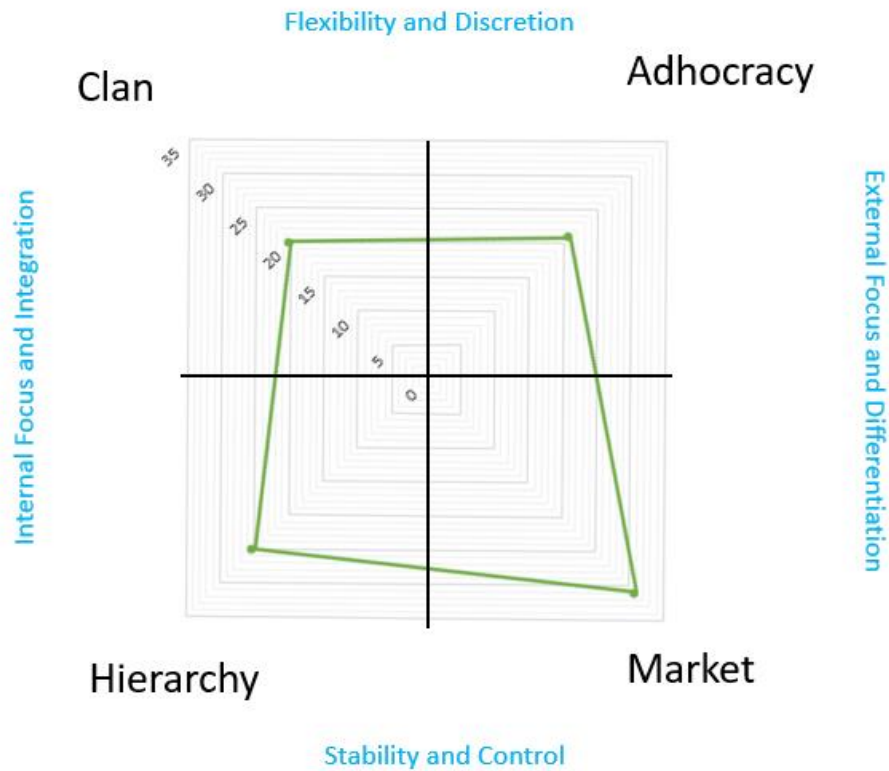 Flexibility and Discretion
Clan
Adhocracy
35
30
25
20
15
10
5
0
Internal Focus and Integration
External Focus and Differentiation
Hierarchy
Market
Stability and Control